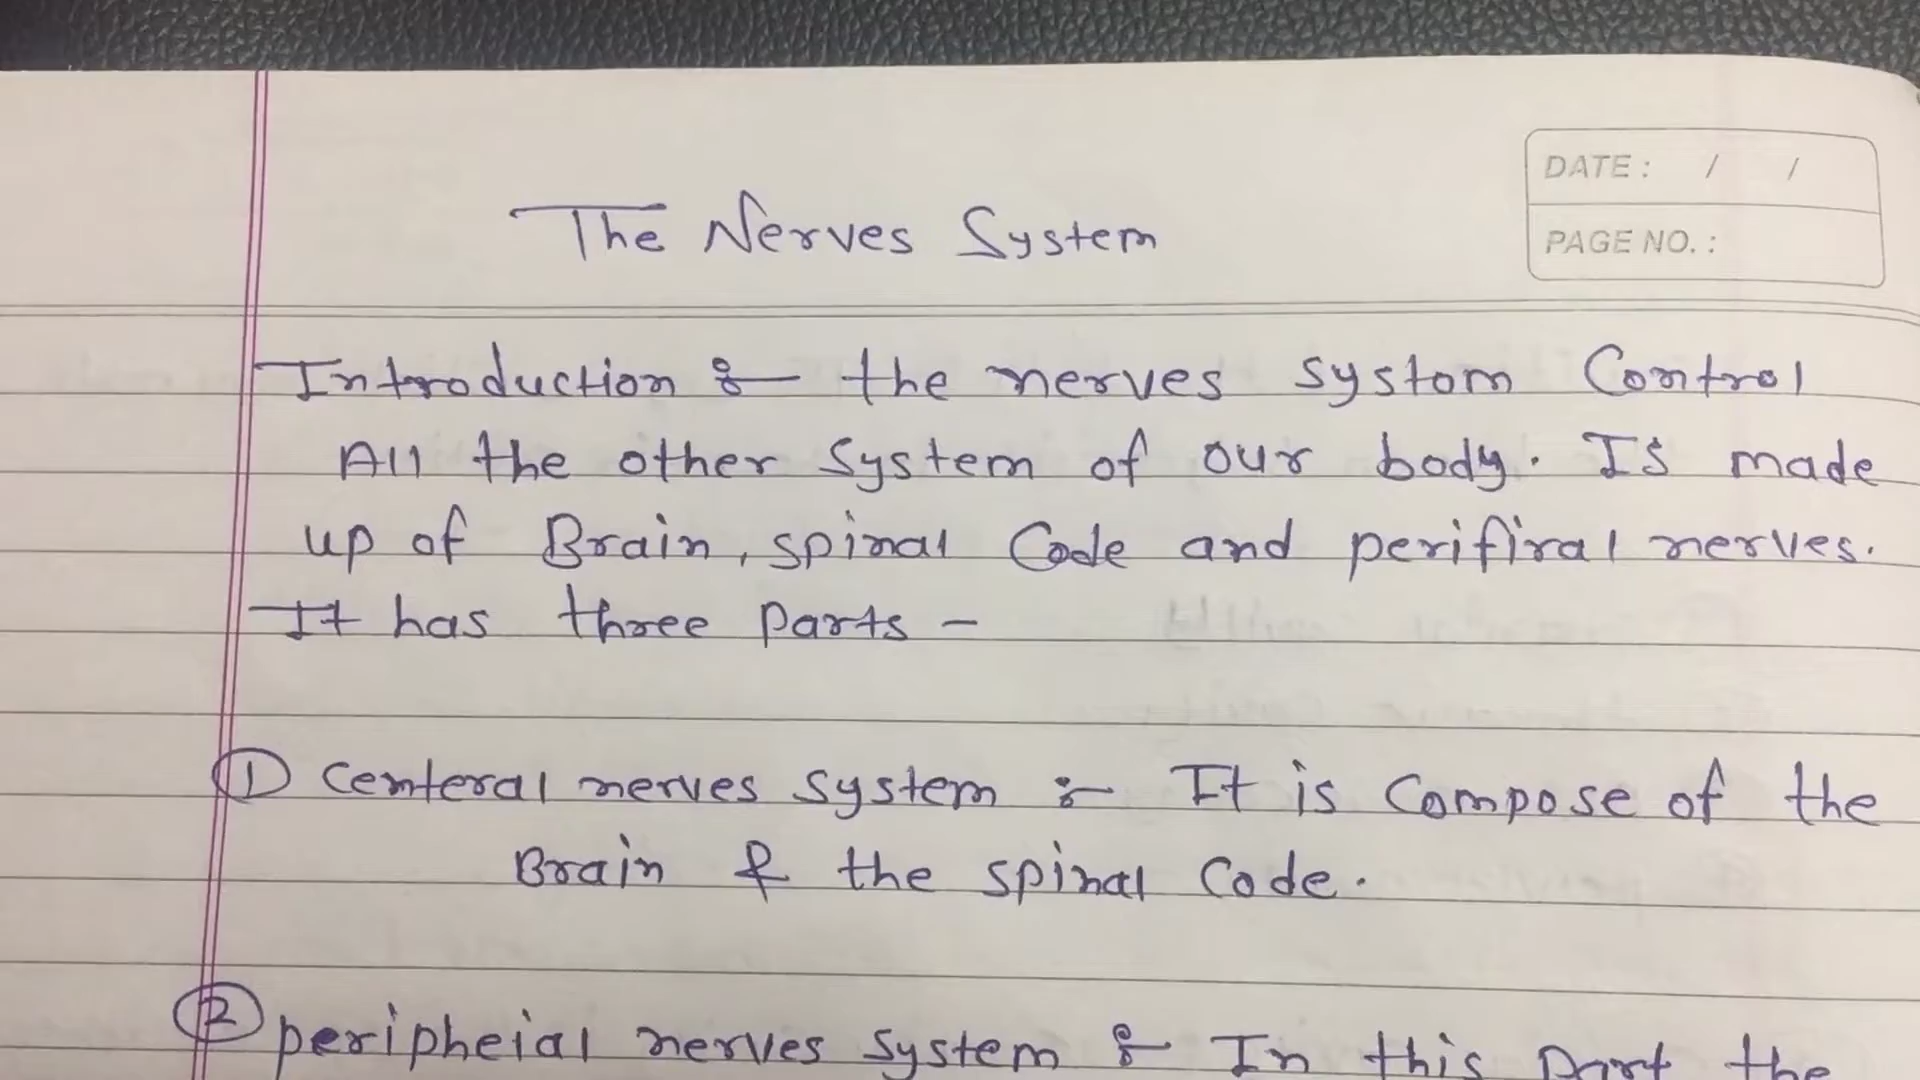 DATE: / /
PAGE NO.:
The Nerves System
Introduction :- the nerves systom Control
All the other System of our body. Is made
up of Brain, spinal Code and perifiral nerves.
It has three Parts -
① Centeral nerves System :- It is Compose of the
Brain & the spinal Code.
② peripheial nerves System :- In this Part the